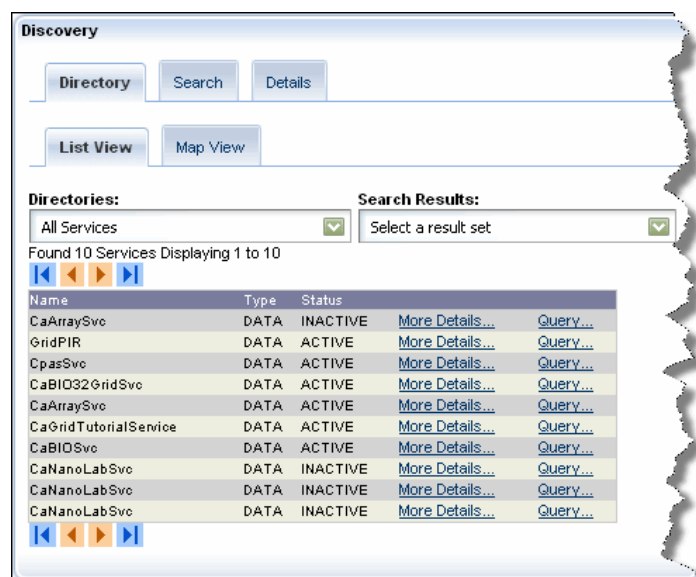 Discovery
Directory Search Details
List View Map View
Directories: Search Results:
All Services Select a result set
Found 10 Services Displaying 1 to 10
Name Type Status
CaArraySvc DATA INACTIVE More Details... Query...
GridPIR DATA ACTIVE More Details... Query...
CpasSvc DATA ACTIVE More Details... Query...
CaBIO32GridSvc DATA ACTIVE More Details... Query...
CaArraySvc DATA ACTIVE More Details... Query...
CaGridTutorialService DATA ACTIVE More Details... Query...
CaBIOSvc DATA ACTIVE More Details... Query...
CaNanoLabSvc DATA INACTIVE More Details... Query...
CaNanoLabSvc DATA INACTIVE More Details... Query...
CaNanoLabSvc DATA INACTIVE More Details... Query...